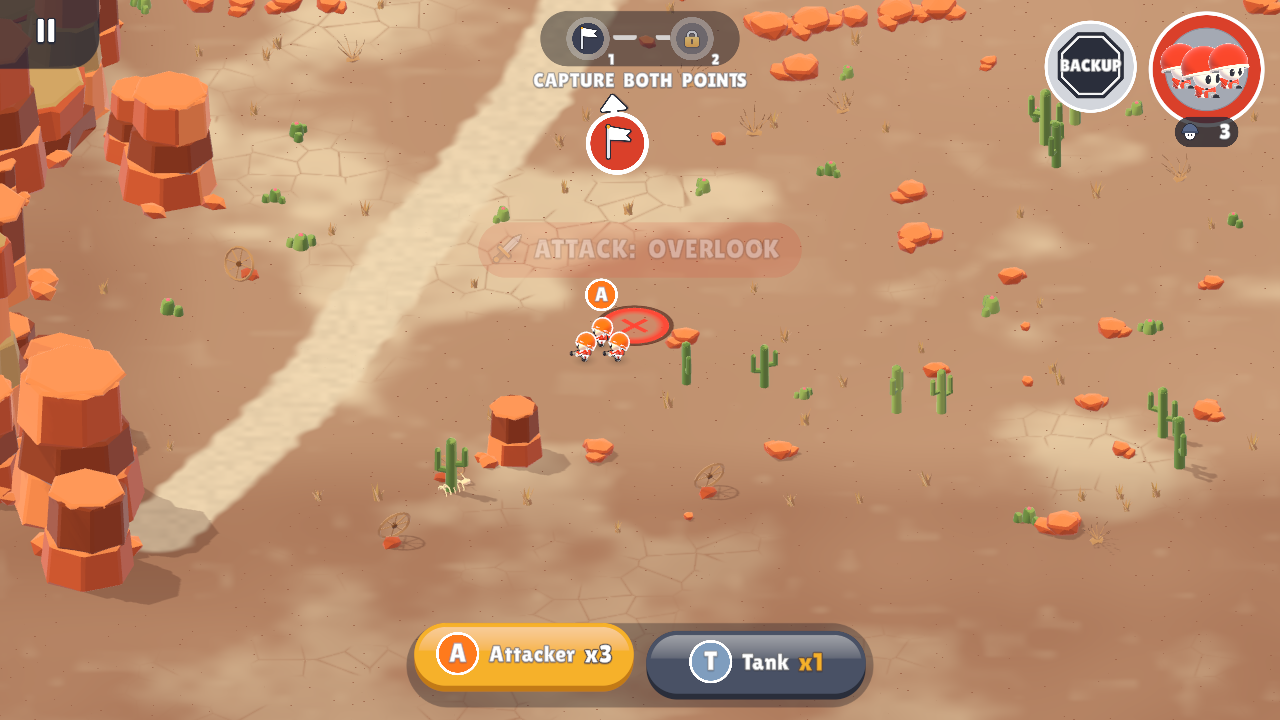 1
2
CAPTURE BOTH POINTS
BACKUP
3
ATTACK: OVERLOOK
A
A Attacker x3
T Tank x1